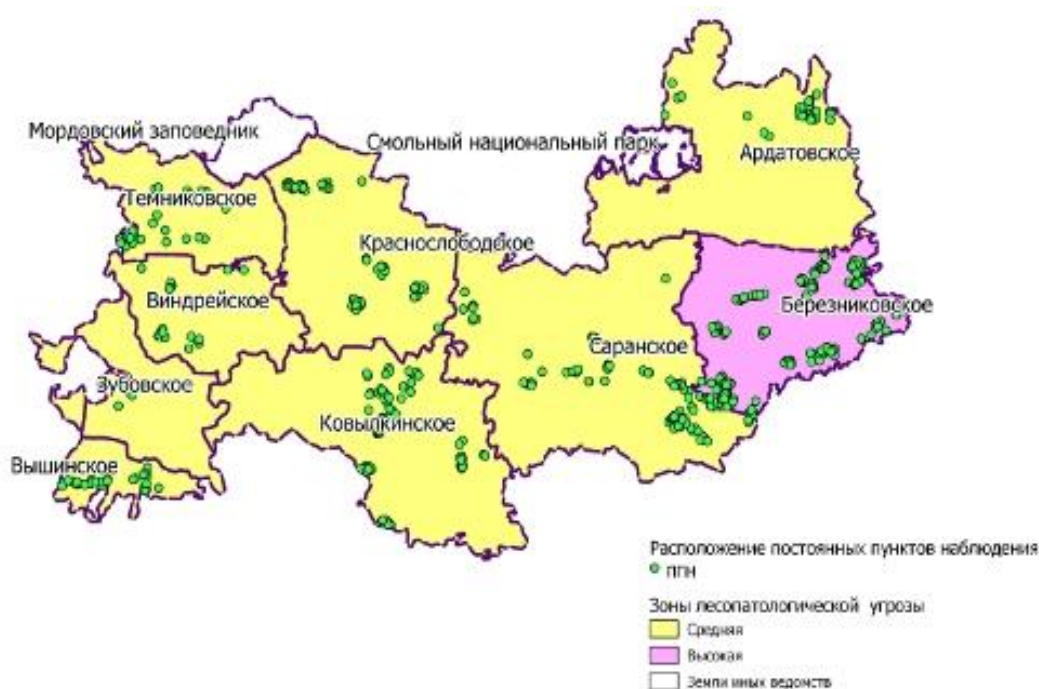 Мордовский заповедник
Смольный национальный парк
Ардатовское
Темниковское
Краснослободское
Виндрейское
Березниковское
Саранское
Зубовское
Ковылкинское
Вышинское
Расположение постоянных пунктов наблюдения
ппн
Зоны лесопатологической угрозы
Средняя
Высокая
Земли иных ведомств